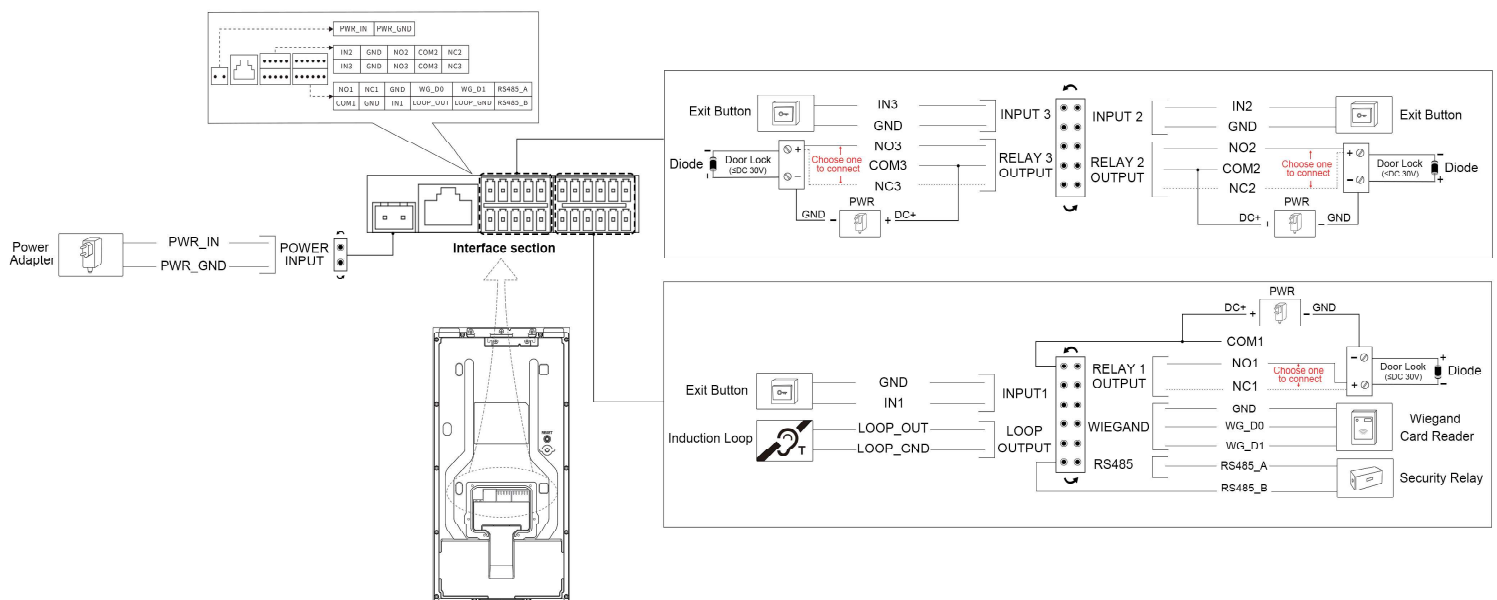 PWR_IN PWR_GND
IN2 GND NO2 COM2 NC2
IN3 GND NO3 COM3 NC3
NO1 NC1 GND WG_D0 WG_D1 RS485_A
COM1 GND IN1 LOOP_OUT LOOP_GND RS485_B
Interface section
Power
Adapter
PWR_IN
PWR_GND
POWER
INPUT
RESET
Exit Button
IN3
GND
INPUT 3
Diode
+
-
Door Lock
(≤DC 30V)
+
-
Choose one
to connect
NO3
COM3
NC3
RELAY 3
OUTPUT
PWR
GND - + DC+
INPUT 2
IN2
GND
Exit Button
RELAY 2
OUTPUT
NO2
COM2
NC2
Choose one
to connect
+
-
Door Lock
(≤DC 30V)
-
+
Diode
PWR
DC+ + - GND
PWR
DC+ + - GND
COM1
RELAY 1
OUTPUT
NO1
NC1
Choose one
to connect
-
+
Door Lock
(≤DC 30V)
+
-
Diode
Exit Button
GND
IN1
INPUT1
Induction Loop
T
LOOP_OUT
LOOP_GND
LOOP
OUTPUT
WIEGAND
GND
WG_D0
WG_D1
Wiegand
Card Reader
RS485
RS485_A
RS485_B
Security Relay